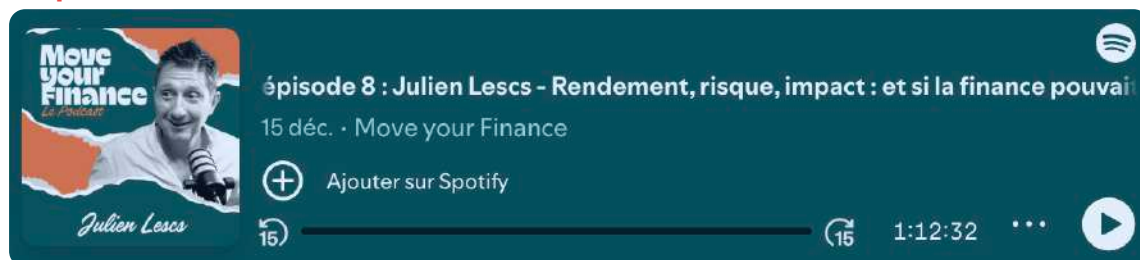 Move
your
Finance
Le Podcast
Julien Lescs
épisode 8 : Julien Lescs - Rendement, risque, impact : et si la finance pouvait
15 déc. · Move your Finance
Ajouter sur Spotify
15
15
1:12:32